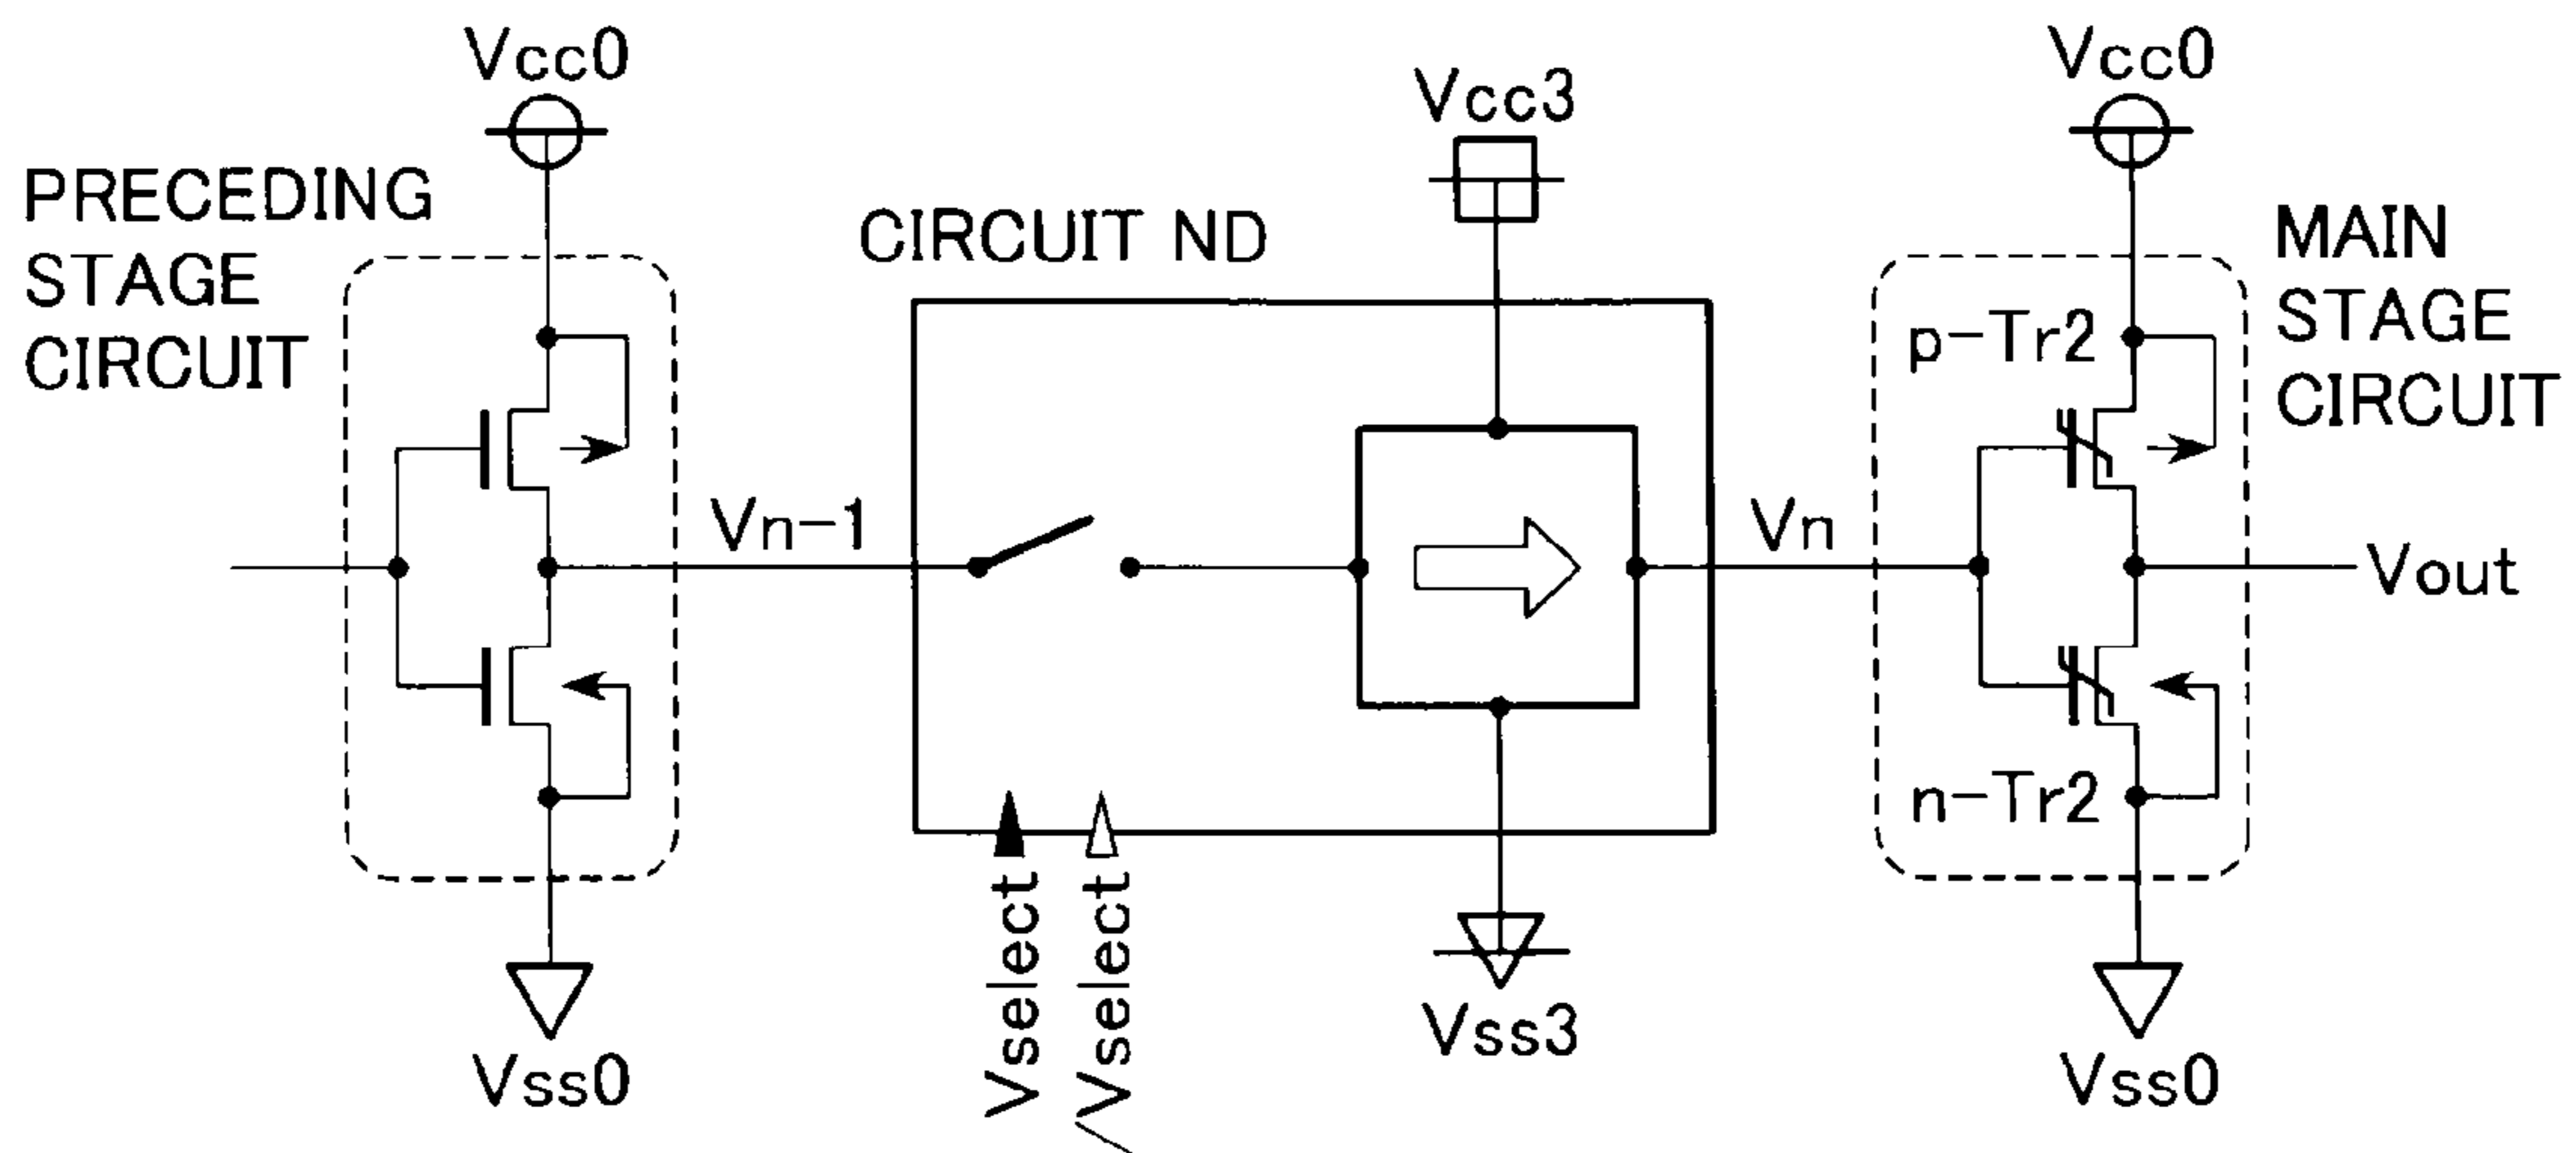 Vcc0
PRECEDING
STAGE
CIRCUIT
Vss0
Vn-1
CIRCUIT ND
Vcc3
Vselect
/Vselect
Vss3
Vn
Vcc0
MAIN
STAGE
CIRCUIT
p-Tr2
Vout
n-Tr2
Vss0